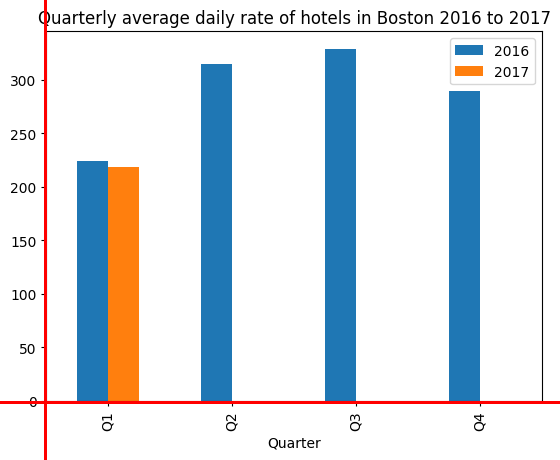 Quarterly average daily rate of hotels in Boston 2016 to 2017
2016
2017
300
250
200
150
100
50
0
Q1
Q2
Q3
Q4
Quarter